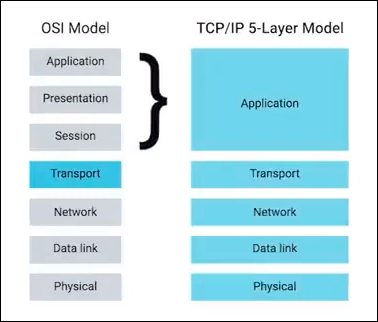 OSI Model
Application
Presentation
Session
Transport
Network
Data link
Physical
TCP/IP 5-Layer Model
Application
Transport
Network
Data link
Physical